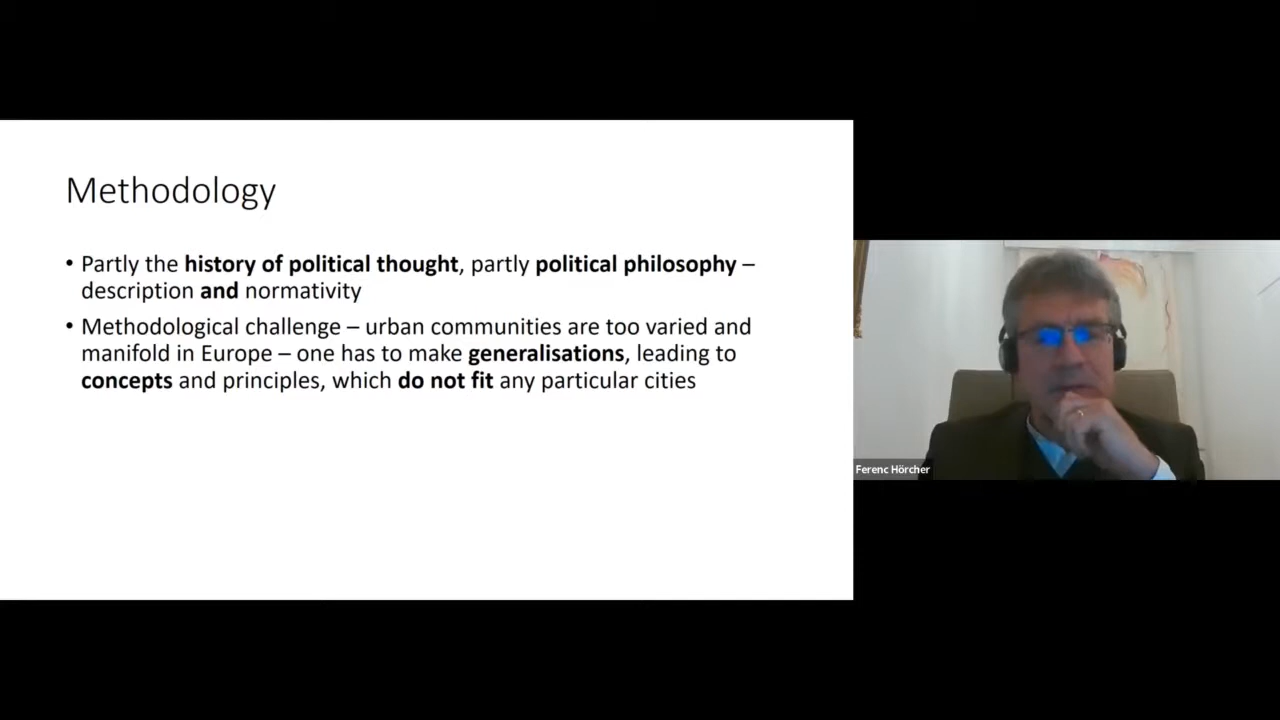 Methodology
• Partly the history of political thought, partly political philosophy –
description and normativity
• Methodological challenge – urban communities are too varied and
manifold in Europe – one has to make generalisations, leading to
concepts and principles, which do not fit any particular cities
Ferenc Hörcher